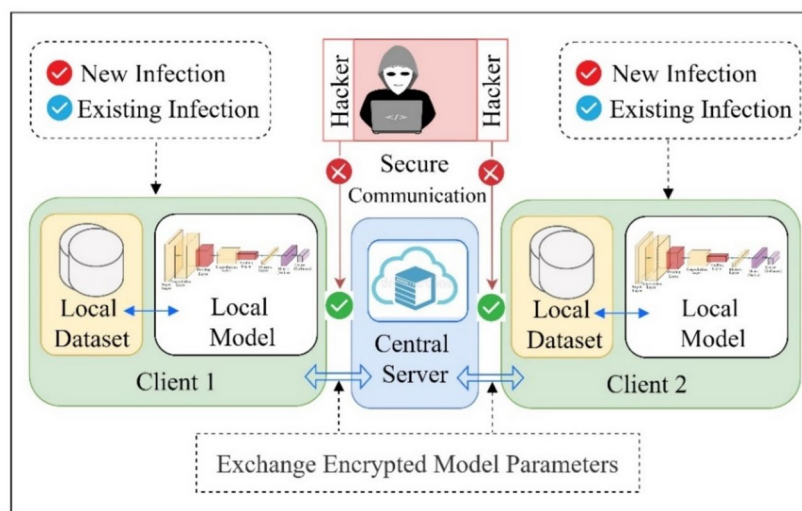 New Infection
Existing Infection
Hacker
</>
Hacker
New Infection
Existing Infection
Secure
Communication
Local
Dataset
Local
Model
Client 1
Central
Server
Local
Dataset
Local
Model
Client 2
Exchange Encrypted Model Parameters